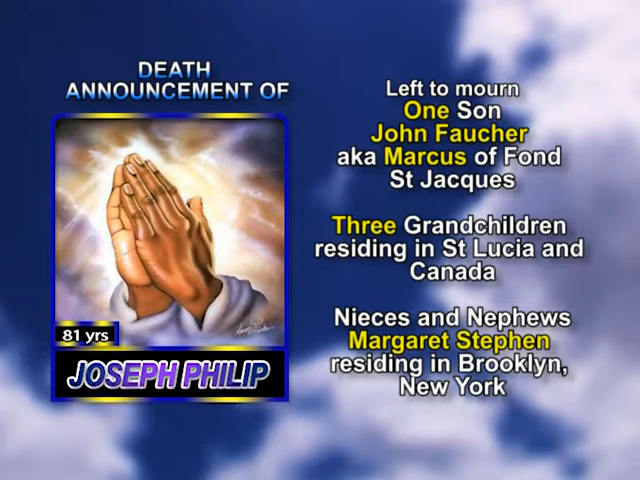 DEATH
ANNOUNCEMENT OF
81 yrs
JOSEPH PHILIP
Left to mourn
One Son
John Faucher
aka Marcus of Fond
St Jacques
Three Grandchildren
residing in St Lucia and
Canada
Nieces and Nephews
Margaret Stephen
residing in Brooklyn,
New York